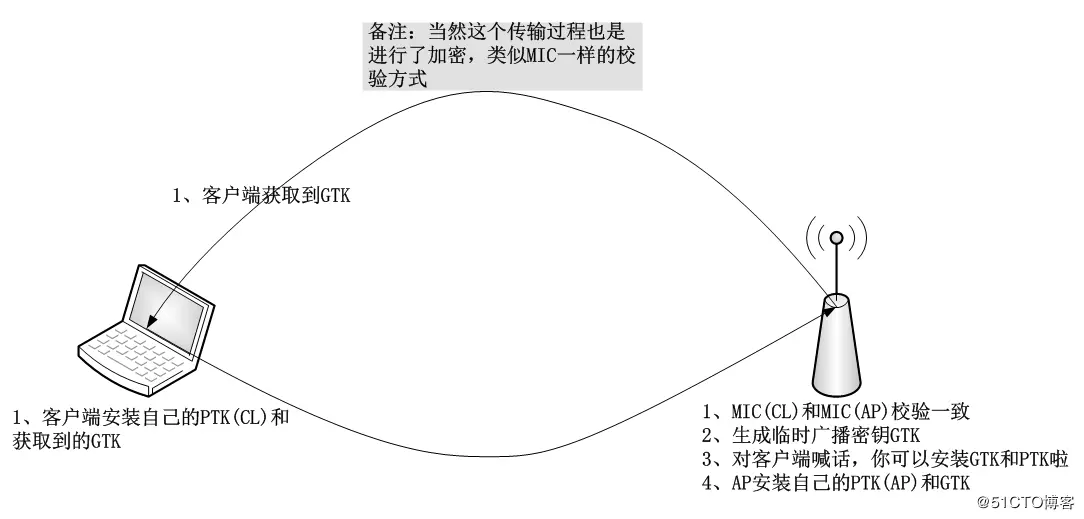 备注：当然这个传输过程也是
进行了加密，类似MIC一样的校
验方式
1、客户端获取到GTK
1、客户端安装自己的PTK(CL)和
获取到的GTK
1、MIC(CL)和MIC(AP)校验一致
2、生成临时广播密钥GTK
3、对客户端喊话，你可以安装GTK和PTK啦
4、AP安装自己的PTK(AP)和GTK
@51CTO博客